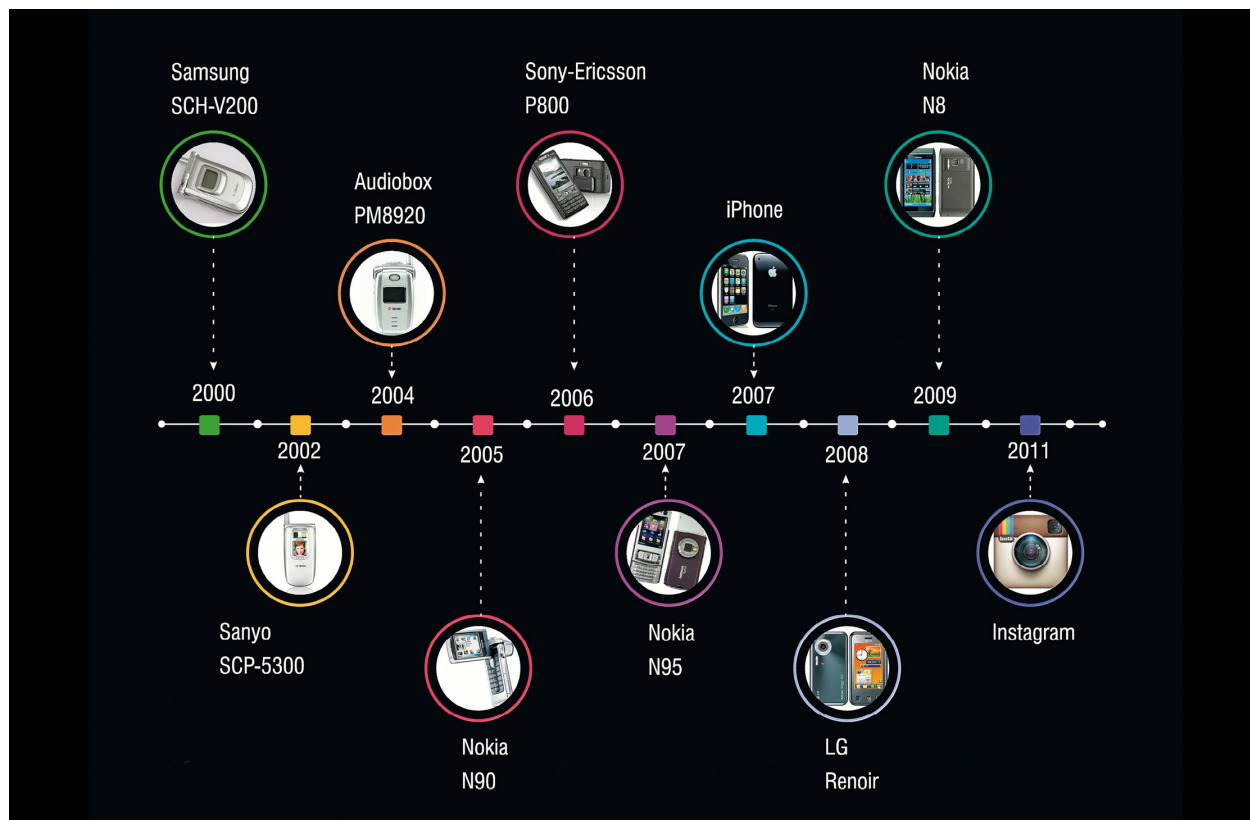 Samsung
SCH-V200
Sony-Ericsson
P800
Nokia
N8
Audiobox
PM8920
iPhone
2000
2004
2006
2007
2009
2002
2005
2007
2008
2011
Sanyo
SCP-5300
Nokia
N95
Instagram
Nokia
N90
LG
Renoir